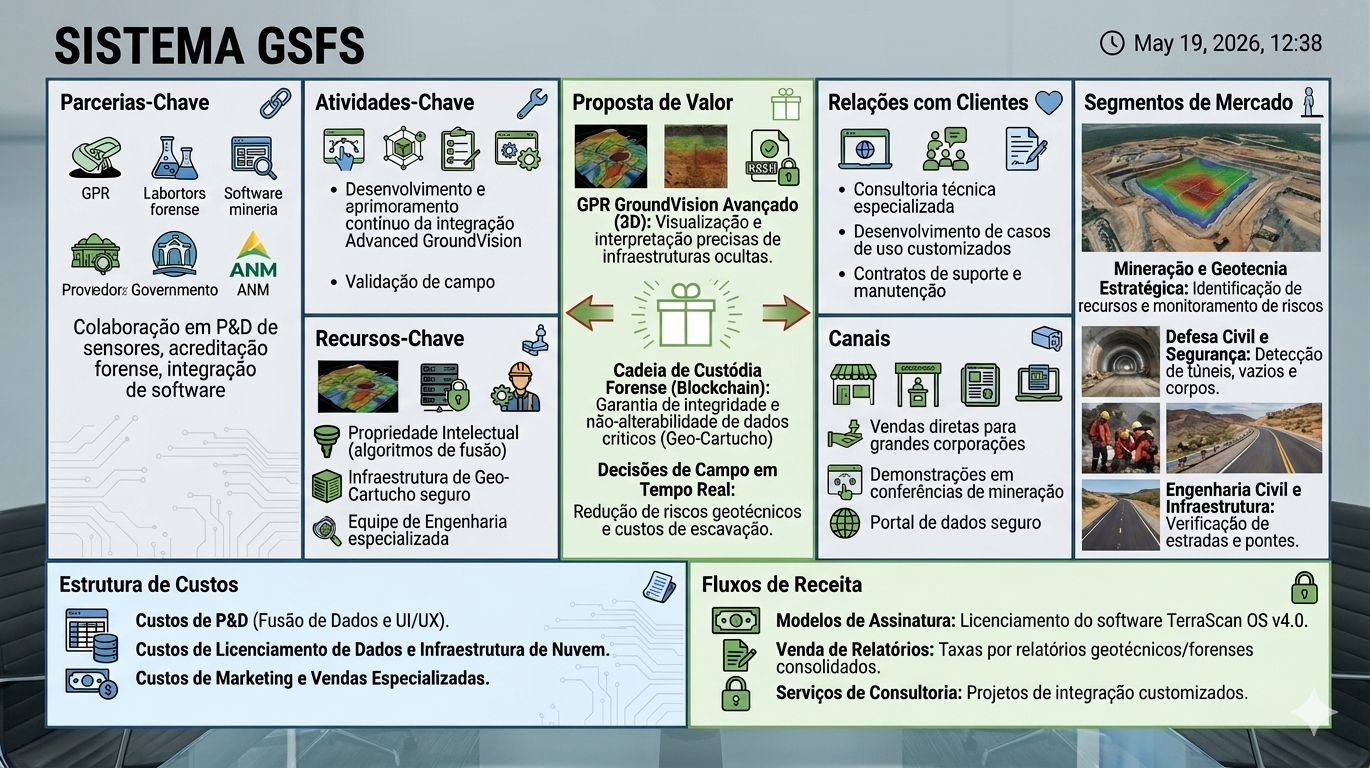 SISTEMA GSFS
May 19, 2026, 12:38
Parcerias-Chave
GPR
Labortors
forense
Software
mineria
Governmento
ANM
ANM
Colaboração em P&D de
sensores, acreditação
forense, integração
de software
Atividades-Chave
• Desenvolvimento e
aprimoramento
contínuo da integração
Advanced GroundVision
• Validação de campo
Recursos-Chave
Propriedade Intelectual
(algoritmos de fusão)
Infraestrutura de Geo-
Cartucho seguro
Equipe de Engenharia
especializada
Proposta de Valor
GPR GroundVision Avançado
(3D): Visualização e
interpretação precisas de
infraestruturas ocultas.
Cadeia de Custódia
Forense (Blockchain):
Garantia de integridade e
não-alterabilidade de dados
críticos (Geo-Cartucho)
Decisões de Campo em
Tempo Real:
Redução de riscos geotécnicos
e custos de escavação.
Relações com Clientes
• Consultoria técnica
especializada
• Desenvolvimento de casos
de uso customizados
• Contratos de suporte e
manutenção
Canais
Vendas diretas para
grandes corporações
Demonstrações em
conferências de mineração
Portal de dados seguro
Segmentos de Mercado
Mineração e Geotecnia
Estratégica: Identificação de
recursos e monitoramento de riscos
Defesa Civil e
Segurança: Detecção
de túneis, vazios e
corpos.
Engenharia Civil e
Infraestrutura:
Verificação de
estradas e pontes.
Estrutura de Custos
Custos de P&D (Fusão de Dados e UI/UX).
Custos de Licenciamento de Dados e Infraestrutura de Nuvem.
Custos de Marketing e Vendas Especializadas.
Fluxos de Receita
Modelos de Assinatura: Licenciamento do software TerraScan OS v4.0.
Venda de Relatórios: Taxas por relatórios geotécnicos/forenses
consolidados.
Serviços de Consultoria: Projetos de integração customizados.